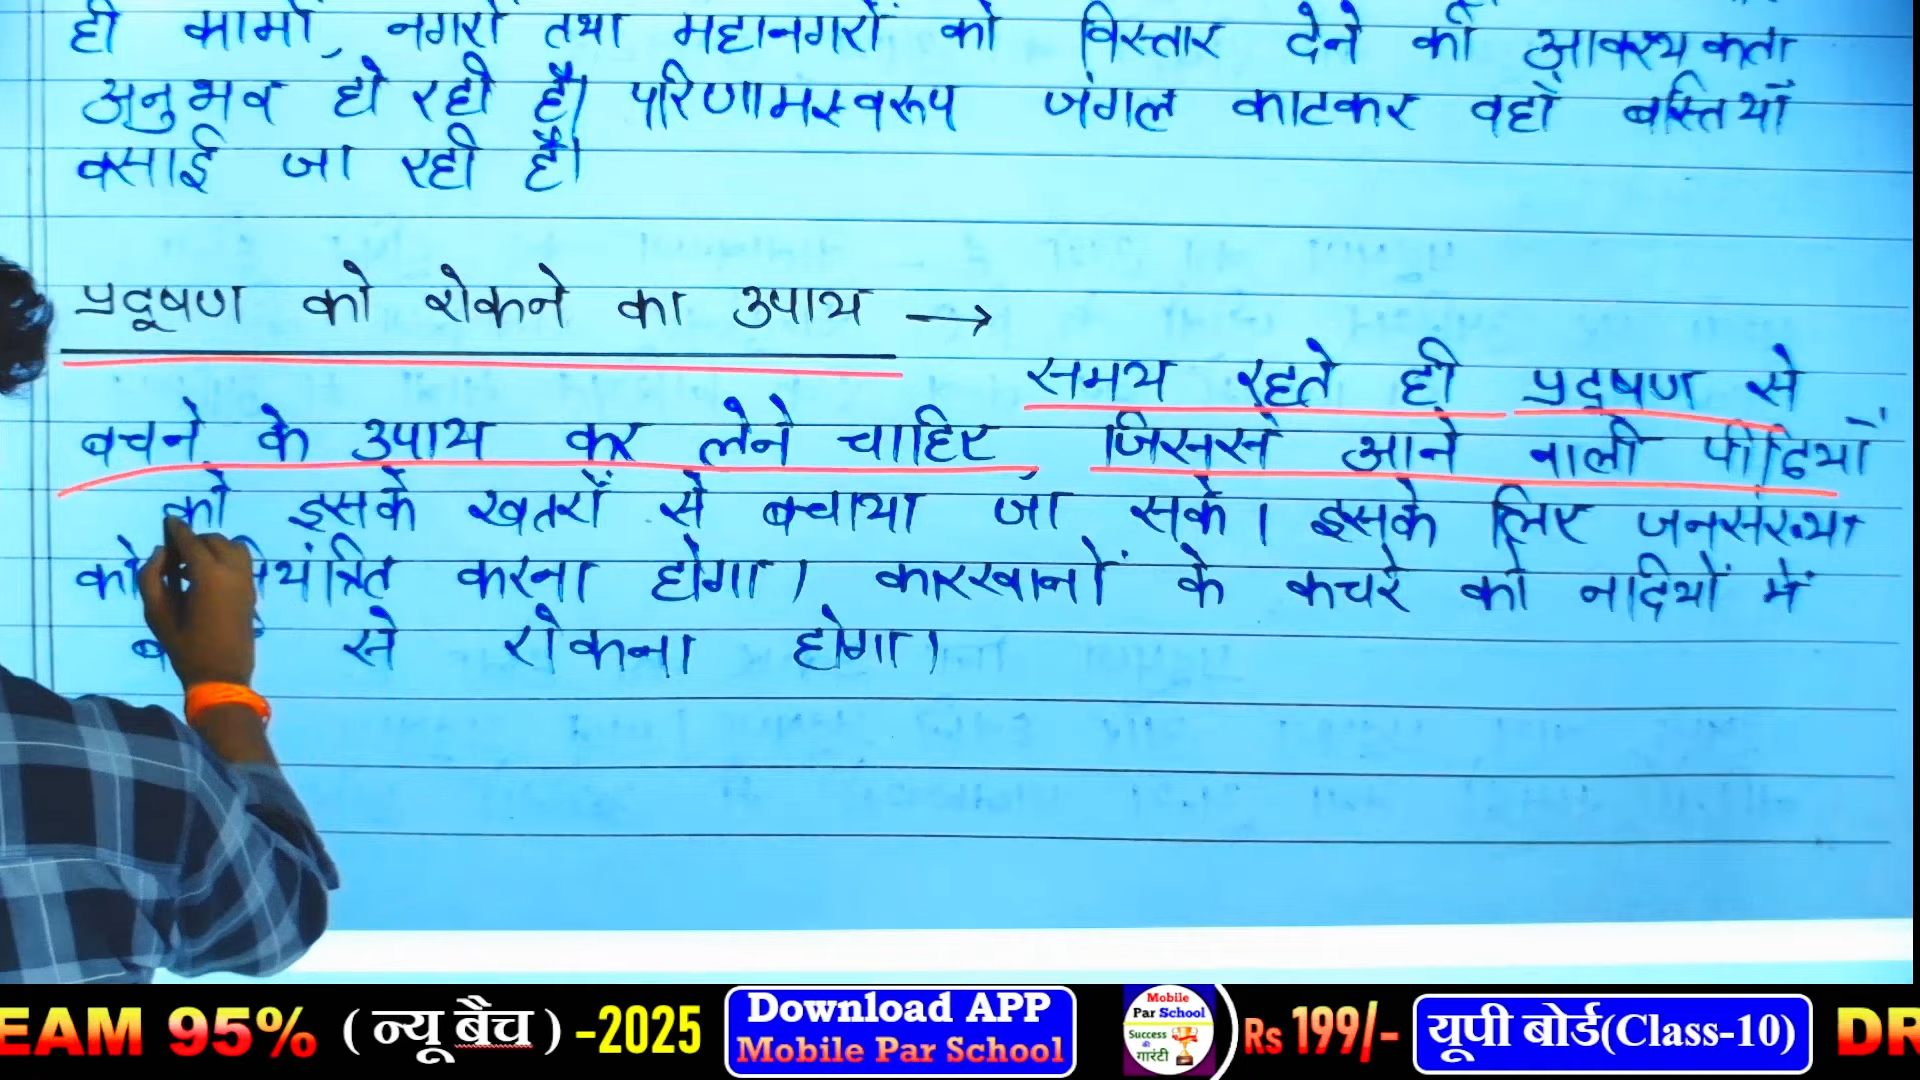 ही ग्रामों, नगरों तथा महानगरों को विस्तार देने की आवश्यकता
अनुभव हो रही है। परिणामस्वरूप जंगल काटकर वहाँ बस्तियाँ
बसाई जा रही है।
प्रदूषण को रोकने का उपाय →
समय रहते ही प्रदूषण से
बचने के उपाय कर लेने चाहिए जिससे आने वाली पीढियों
को इसके खतरों से बचाया जा सके। इसके लिए जनसंख्या
को नियंत्रित करना होगा। कारखानों के कचरे को नदियों में
से रोकना होगा।
EAM 95% (न्यू बैच) -2025 Download APP Mobile Par School Mobile Par School Success की गारंटी Rs 199/- यूपी बोर्ड(Class-10) DR